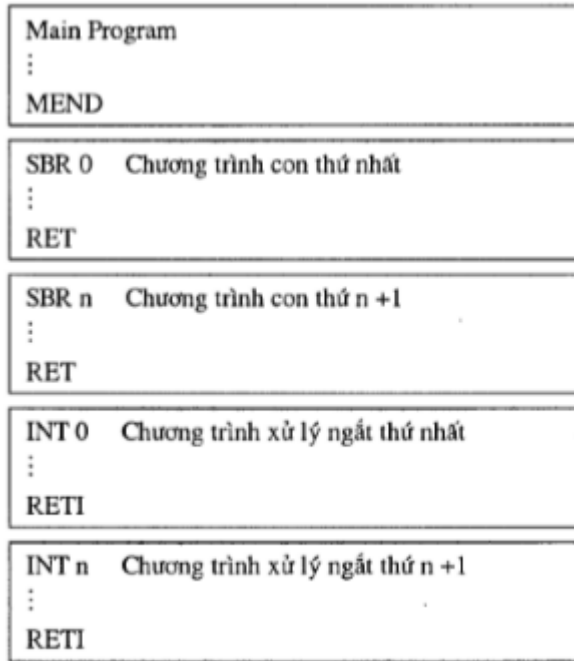 Main Program
⋮
MEND
SBR 0 Chương trình con thứ nhất
⋮
RET
SBR n Chương trình con thứ n +1
⋮
RET
INT 0 Chương trình xử lý ngắt thứ nhất
⋮
RETI
INT n Chương trình xử lý ngắt thứ n +1
⋮
RETI